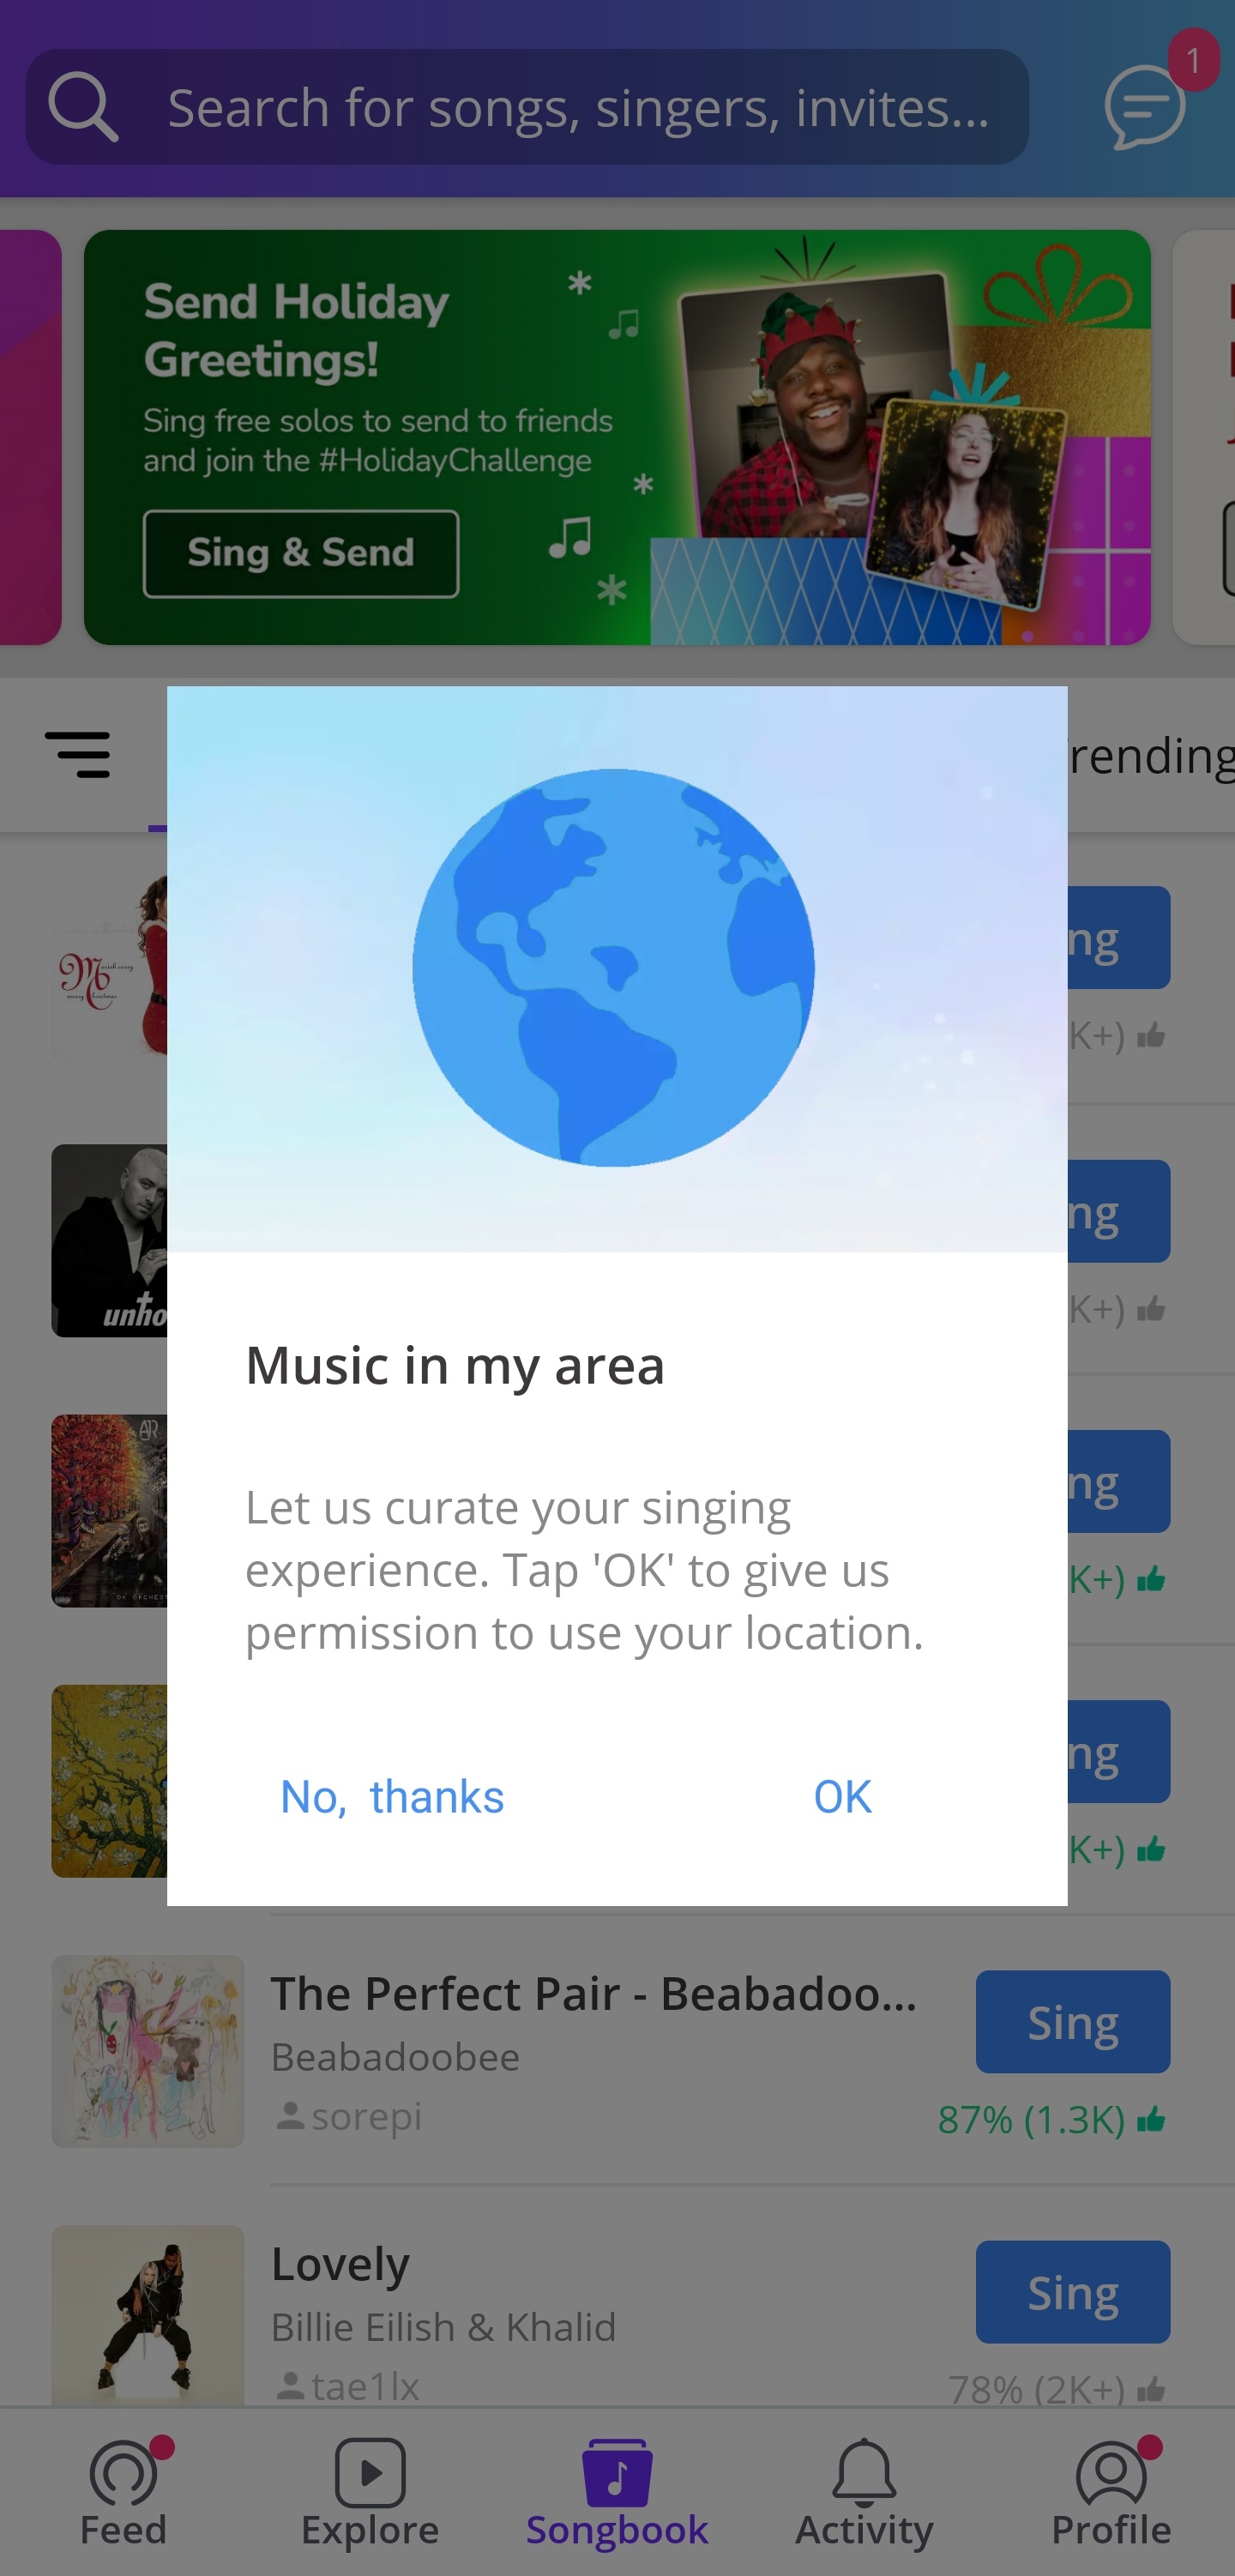 Search for songs, singers, invites...
1
Send Holiday
Greetings!
Sing free solos to send to friends
and join the #HolidayChallenge
Sing & Send
rending
ng
K+)
unho
ng
K+)
AJR
ng
K+)
ng
K+)
Music in my area
Let us curate your singing
experience. Tap 'OK' to give us
permission to use your location.
No, thanks
OK
The Perfect Pair - Beabadoo...
Beabadoobee
sorepi
Sing
87% (1.3K)
Lovely
Billie Eilish & Khalid
tae1lx
Sing
78% (2K+)
Feed
Explore
Songbook
Activity
Profile